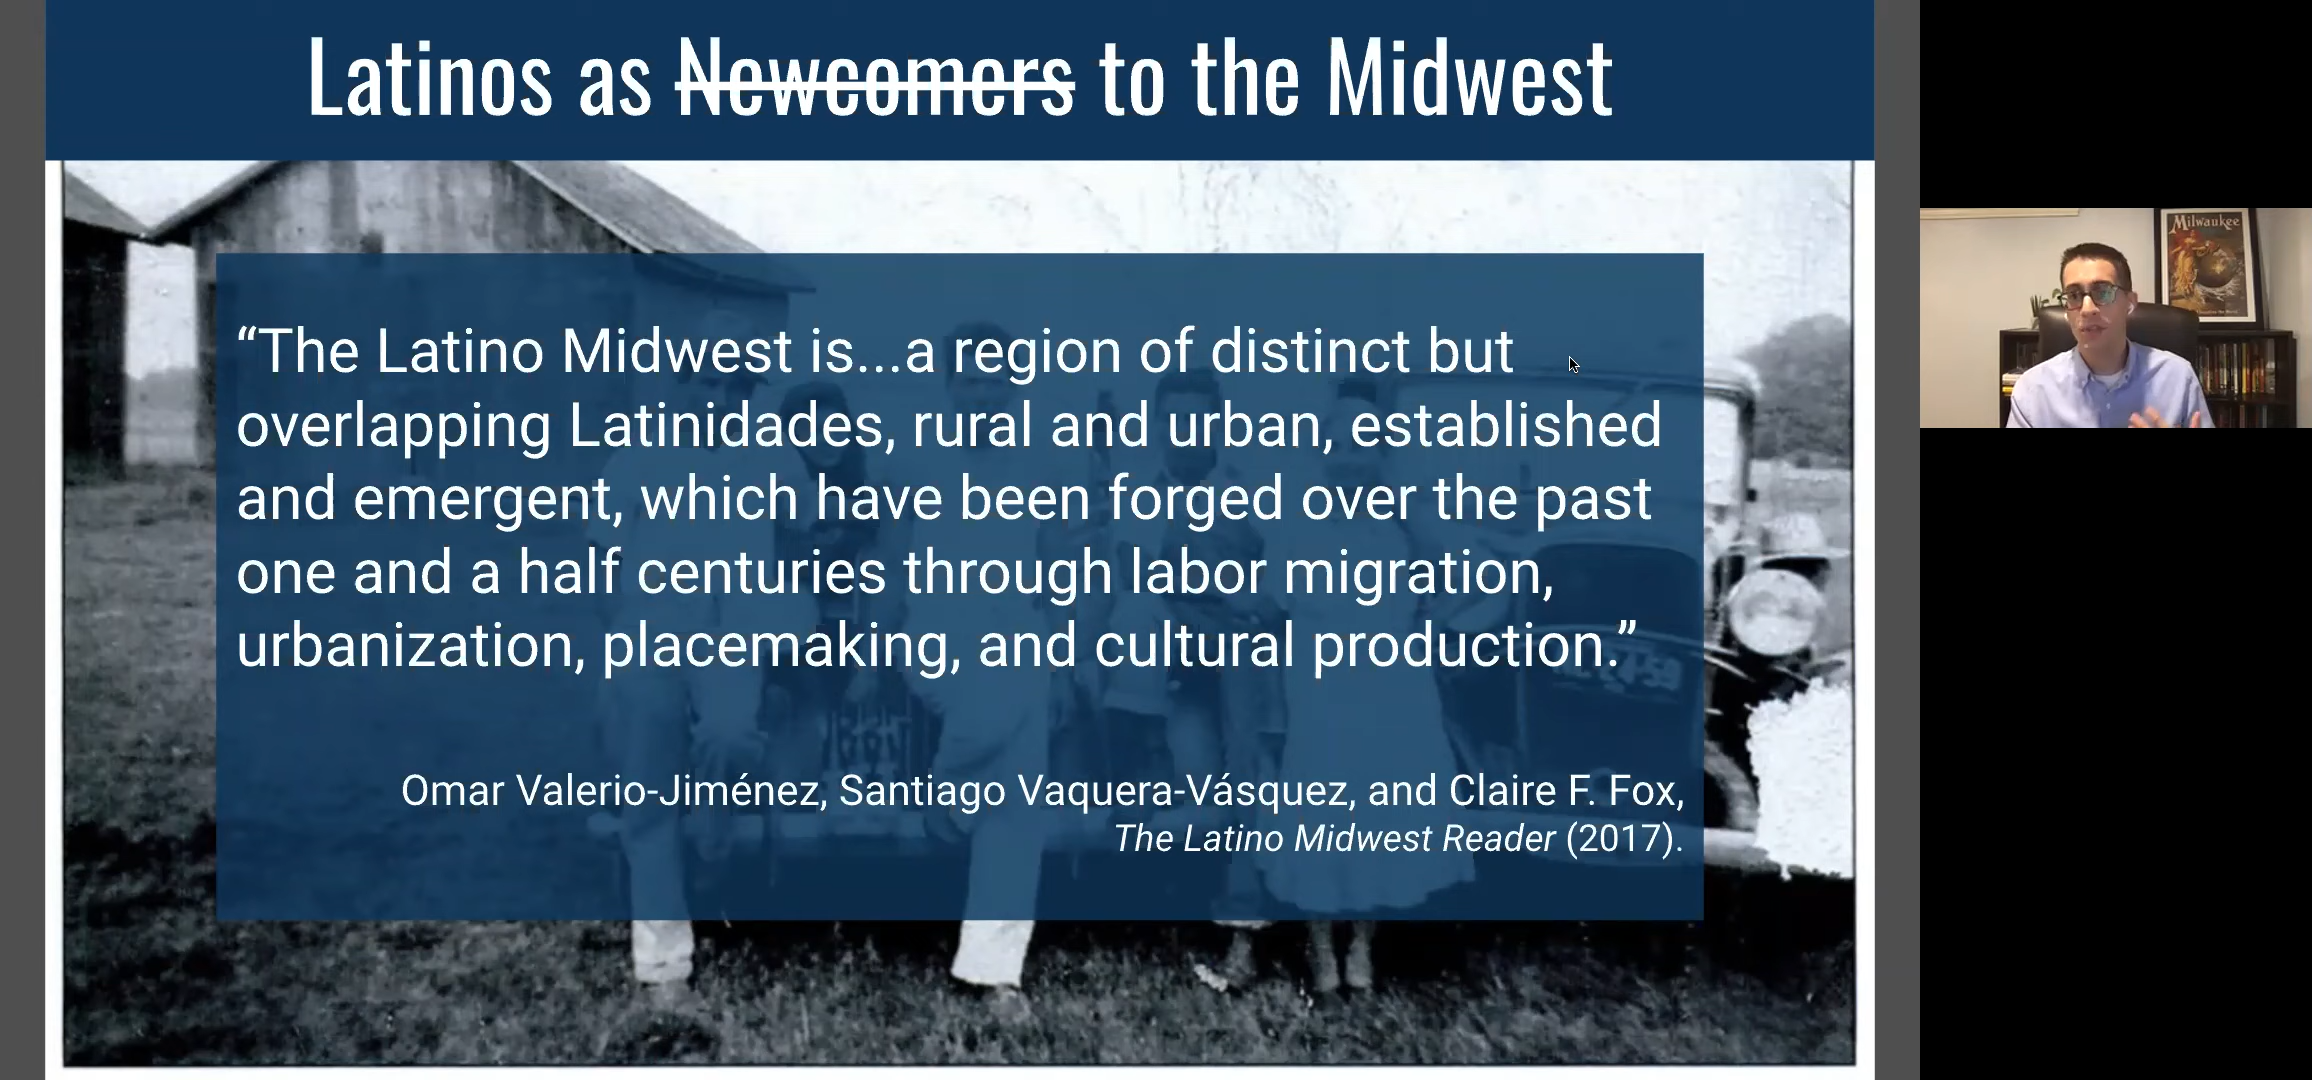 Latinos as Newcomers to the Midwest
“The Latino Midwest is...a region of distinct but
overlapping Latinidades, rural and urban, established
and emergent, which have been forged over the past
one and a half centuries through labor migration,
urbanization, placemaking, and cultural production.”
Omar Valerio-Jiménez, Santiago Vaquera-Vásquez, and Claire F. Fox,
The Latino Midwest Reader (2017).
Milwaukee